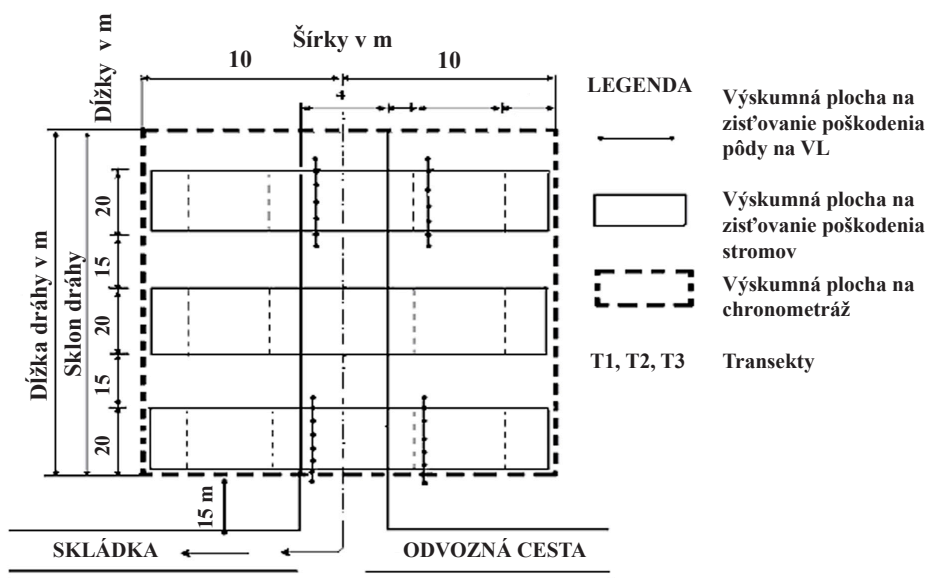 Šírky v m
10
10
4
Dĺžky v m
Dĺžka dráhy v m
Sklon dráhy
20
15
20
15
20
15 m
SKLÁDKA
ODVOZNÁ CESTA
LEGENDA
Výskumná plocha na
zisťovanie poškodenia
pôdy na VL
Výskumná plocha na
zisťovanie poškodenia
stromov
Výskumná plocha na
chronometráž
T1, T2, T3
Transekty